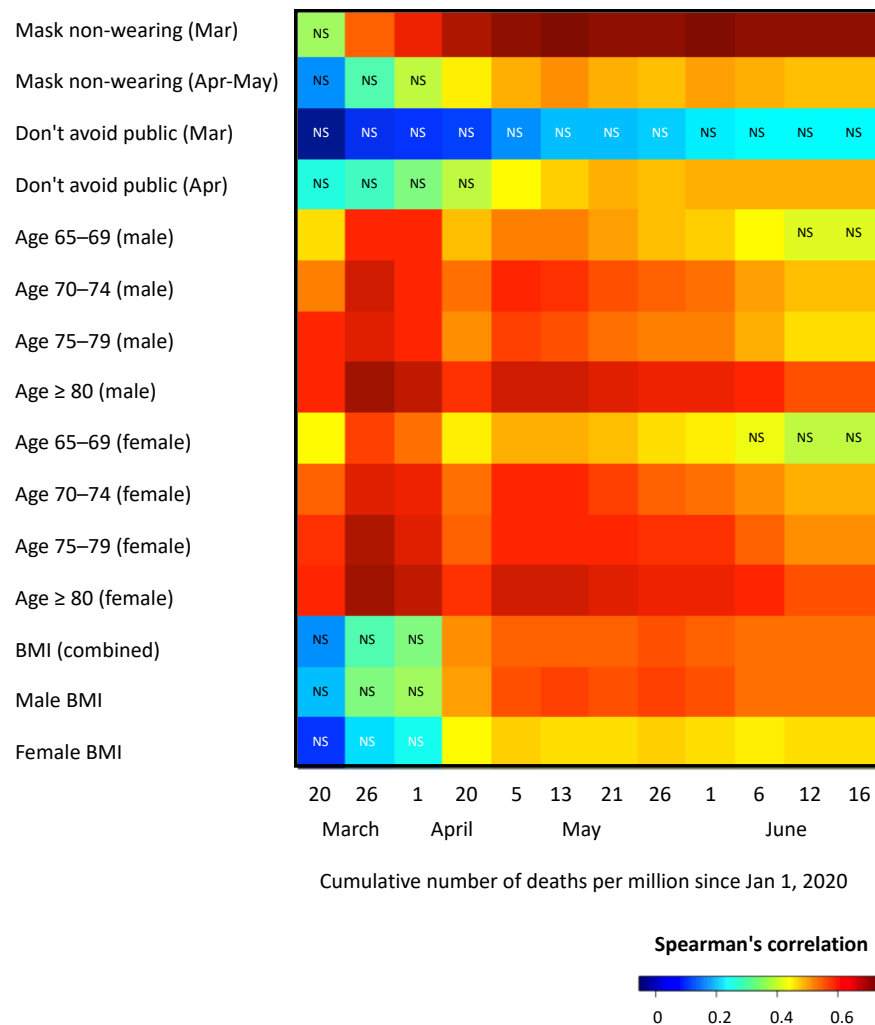 Mask non-wearing (Mar) NS
Mask non-wearing (Apr-May) NS NS NS
Don't avoid public (Mar) NS NS NS NS NS NS NS NS NS NS NS NS
Don't avoid public (Apr) NS NS NS NS
Age 65–69 (male) NS NS
Age 70–74 (male)
Age 75–79 (male)
Age ≥ 80 (male)
Age 65–69 (female) NS NS NS
Age 70–74 (female)
Age 75–79 (female)
Age ≥ 80 (female)
BMI (combined) NS NS NS
Male BMI NS NS NS
Female BMI NS NS NS
20 26 1 20 5 13 21 26 1 6 12 16
March April May June
Cumulative number of deaths per million since Jan 1, 2020
Spearman's correlation
0 0.2 0.4 0.6